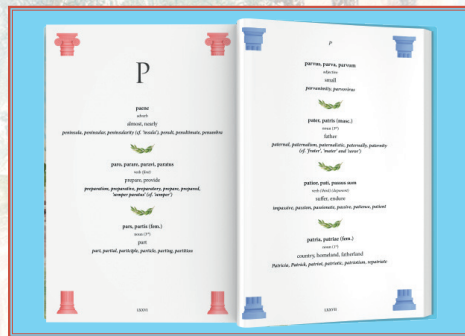 P
paene
adverb
almost, nearly
peninsula, peninsular, peninsularity (cf. 'insula'), penult, penultimate, penumbra
paro, parare, paravi, paratus
verb (first)
prepare, provide
preparation, preparative, preparatory, prepare, prepared,
'semper paratus' (cf. 'semper')
pars, partis (fem.)
noun (3rd)
part
part, partial, participle, particle, parting, partition
LXXVI
P
parvus, parva, parvum
adjective
small
parvanimity, parvovirus
pater, patris (masc.)
noun (3rd)
father
paternal, paternalism, paternalistic, paternally, paternity
(cf. 'frater', 'mater' and 'soror')
patior, pati, passus sum
verb (third) (deponent)
suffer, endure
impassive, passion, passionate, passive, patience, patient
patria, patriae (fem.)
noun (1st)
country, homeland, fatherland
Patricia, Patrick, patriot, patriotic, patriotism, repatriate